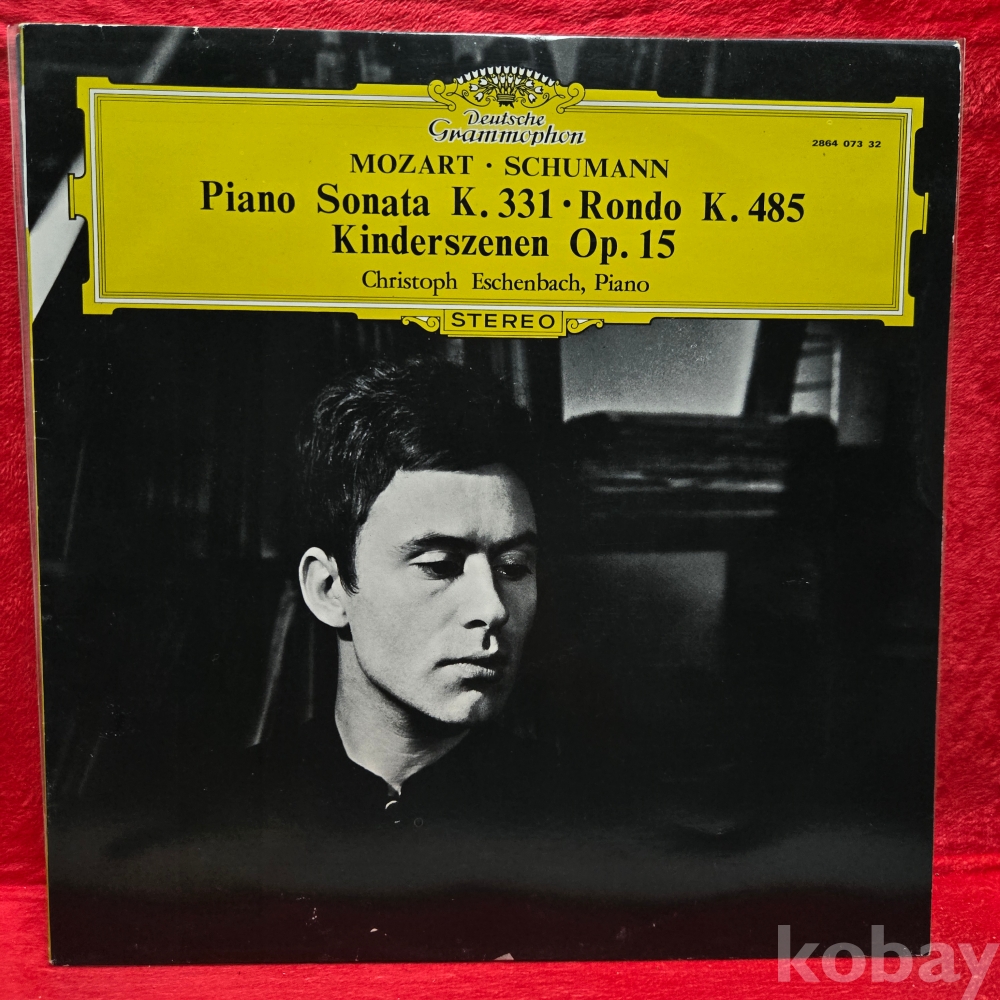 Deutsche
Grammophon
2864 073 32
MOZART · SCHUMANN
Piano Sonata K. 331 · Rondo K. 485
Kinderszenen Op. 15
Christoph Eschenbach, Piano
STEREO
kobay